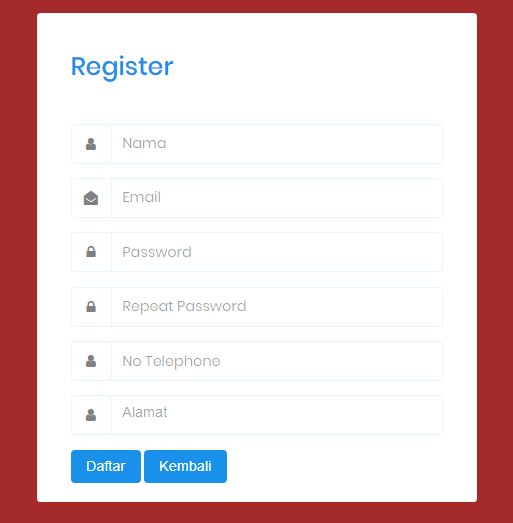 Register
Nama
Email
Password
Repeat Password
No Telephone
Alamat
Daftar Kembali